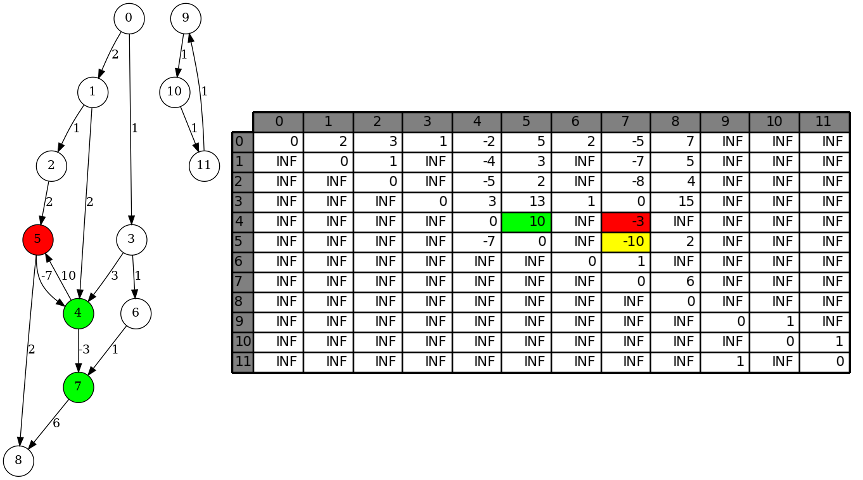 0
9
2
1
1
10
1
1
1
1
2
11
2
2
5
3
-7
10
3
1
4
6
2
-3
1
7
6
8
0 1 2 3 4 5 6 7 8 9 10 11
0 0 2 3 1 -2 5 2 -5 7 INF INF INF
1 INF 0 1 INF -4 3 INF -7 5 INF INF INF
2 INF INF 0 INF -5 2 INF -8 4 INF INF INF
3 INF INF INF 0 3 13 1 0 15 INF INF INF
4 INF INF INF INF 0 10 INF -3 INF INF INF INF
5 INF INF INF INF -7 0 INF -10 2 INF INF INF
6 INF INF INF INF INF INF 0 1 INF INF INF INF
7 INF INF INF INF INF INF INF 0 6 INF INF INF
8 INF INF INF INF INF INF INF INF 0 INF INF INF
9 INF INF INF INF INF INF INF INF INF 0 1 INF
10 INF INF INF INF INF INF INF INF INF INF 0 1
11 INF INF INF INF INF INF INF INF INF 1 INF 0